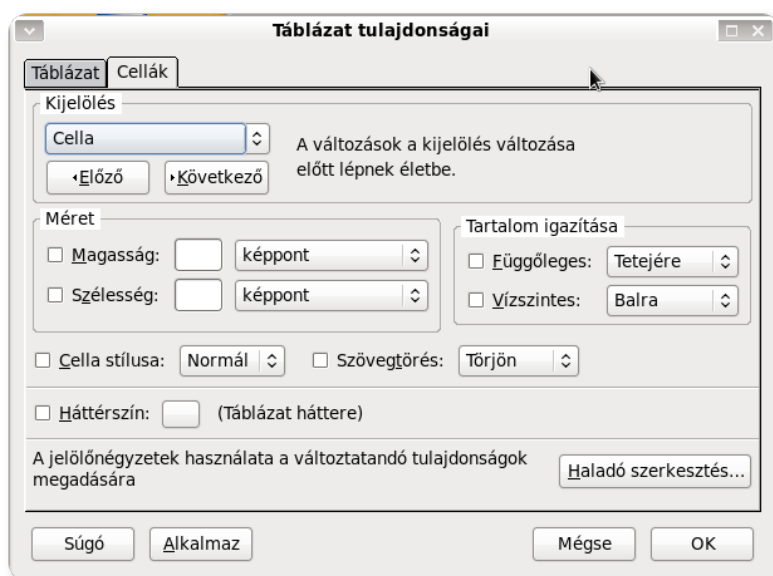 Táblázat tulajdonságai
Táblázat Cellák
Kijelölés
Cella
A változások a kijelölés változása
előtt lépnek életbe.
Előző Következő
Méret
Magasság: képpont
Szélesség: képpont
Tartalom igazítása
Függőleges: Tetejére
Vízszintes: Balra
Cella stílusa: Normál Szövegtörés: Törjön
Háttérszín: (Táblázat háttere)
A jelölőnégyzetek használata a változtatandó tulajdonságok
megadására
Haladó szerkesztés...
Súgó Alkalmaz Mégse OK